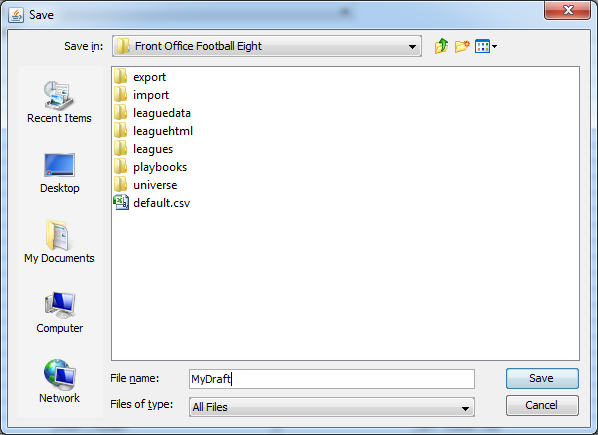 Save
Save in: Front Office Football Eight
Recent Items
Desktop
My Documents
Computer
Network
export
import
leaguedata
leaguehtml
leagues
playbooks
universe
default.csv
File name: MyDraft Save
Files of type: All Files Cancel